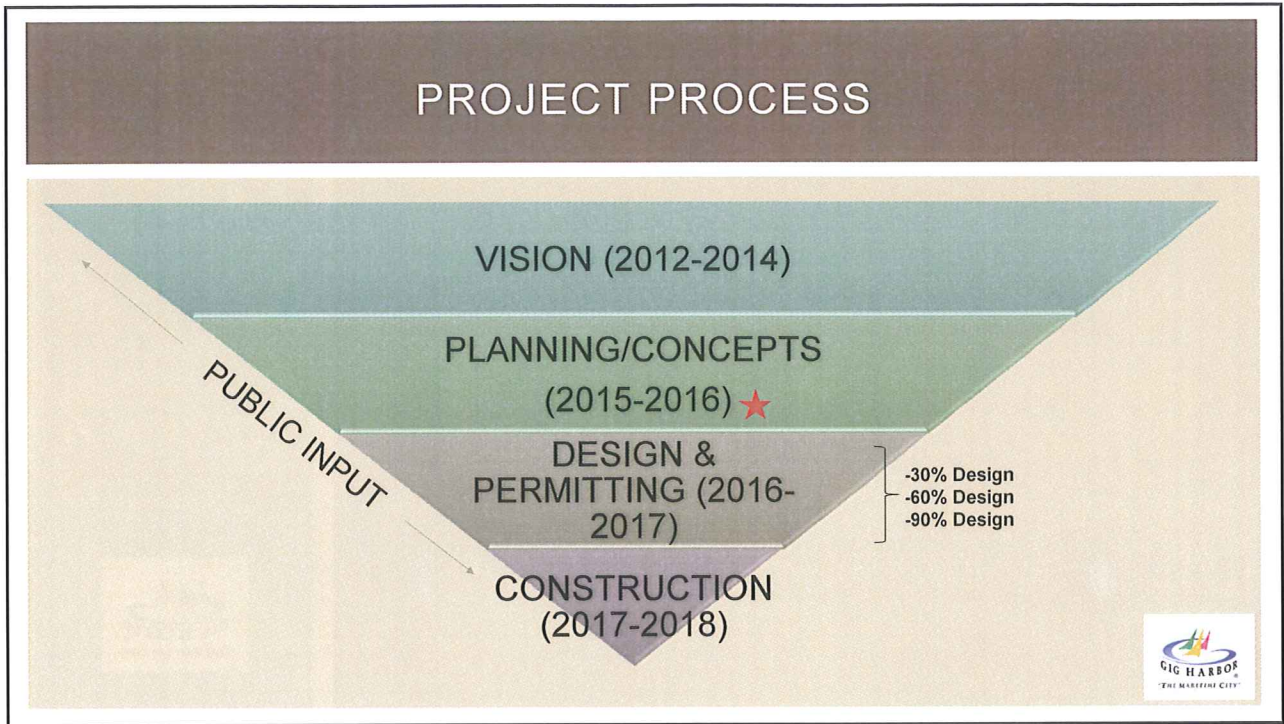 PROJECT PROCESS
VISION (2012-2014)
PLANNING/CONCEPTS
(2015-2016)
PUBLIC INPUT
DESIGN &
PERMITTING (2016-
2017)
-30% Design
-60% Design
-90% Design
CONSTRUCTION
(2017-2018)
GIG HARBOR®
"THE MARITIME CITY"